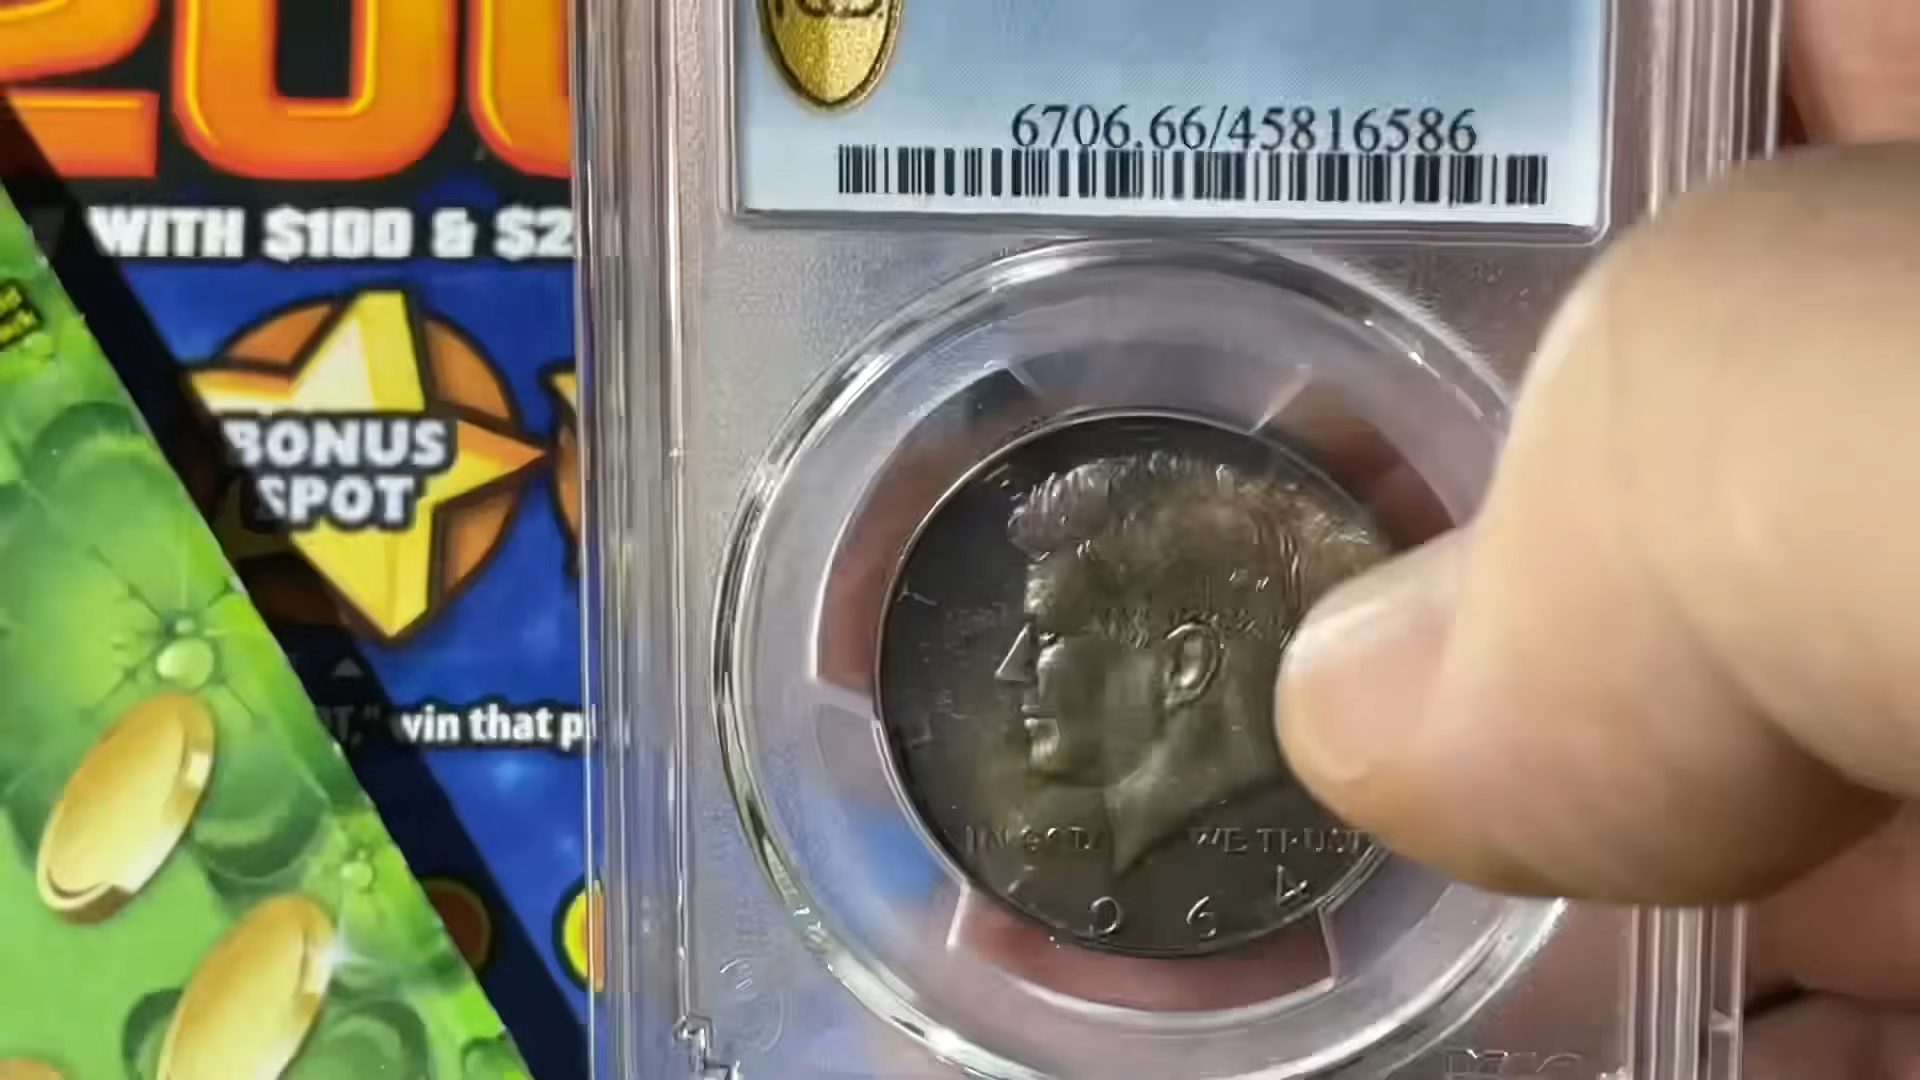 200
WITH $100 & $2
BONUS
SPOT
T," win that p
6706.66/45816586
IN GOD WE TRUST
1964